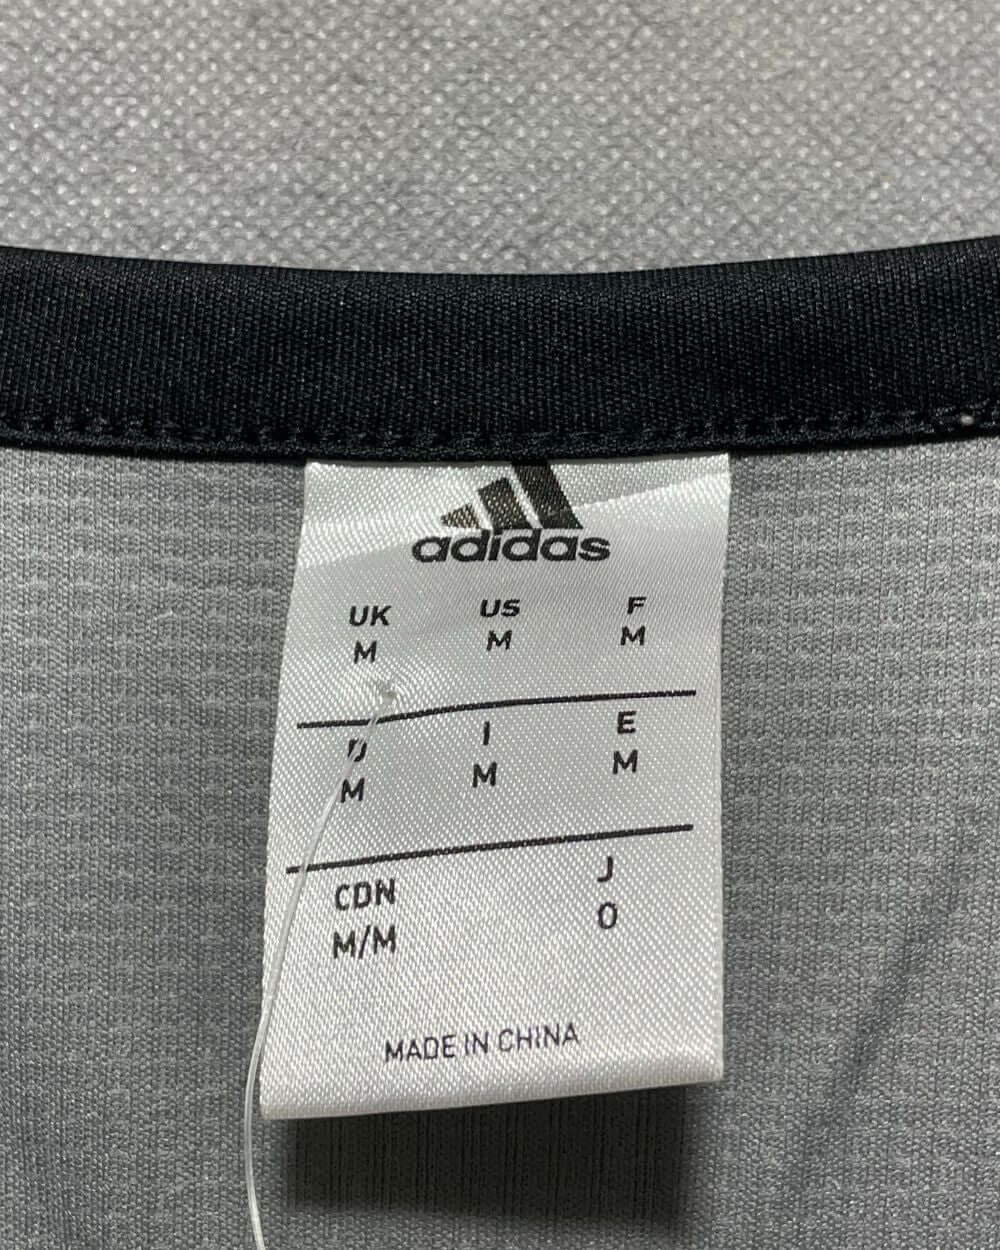 adidas
UK US F
M M M
D I E
M M M
CDN J
M/M O
MADE IN CHINA